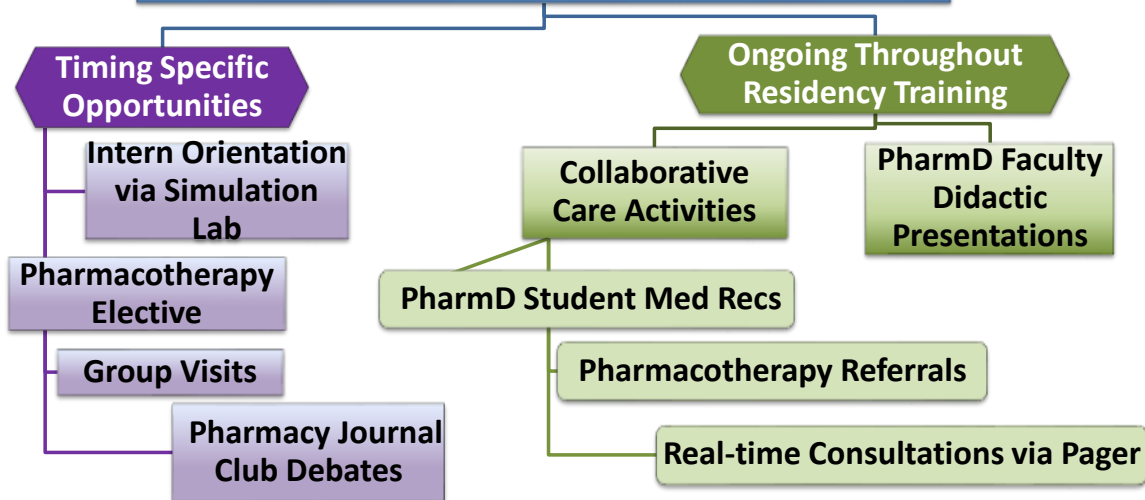 Timing Specific
Opportunities
Ongoing Throughout
Residency Training
Intern Orientation
via Simulation
Lab
Collaborative
Care Activities
PharmD Faculty
Didactic
Presentations
Pharmacotherapy
Elective
PharmD Student Med Recs
Group Visits
Pharmacotherapy Referrals
Pharmacy Journal
Club Debates
Real-time Consultations via Pager